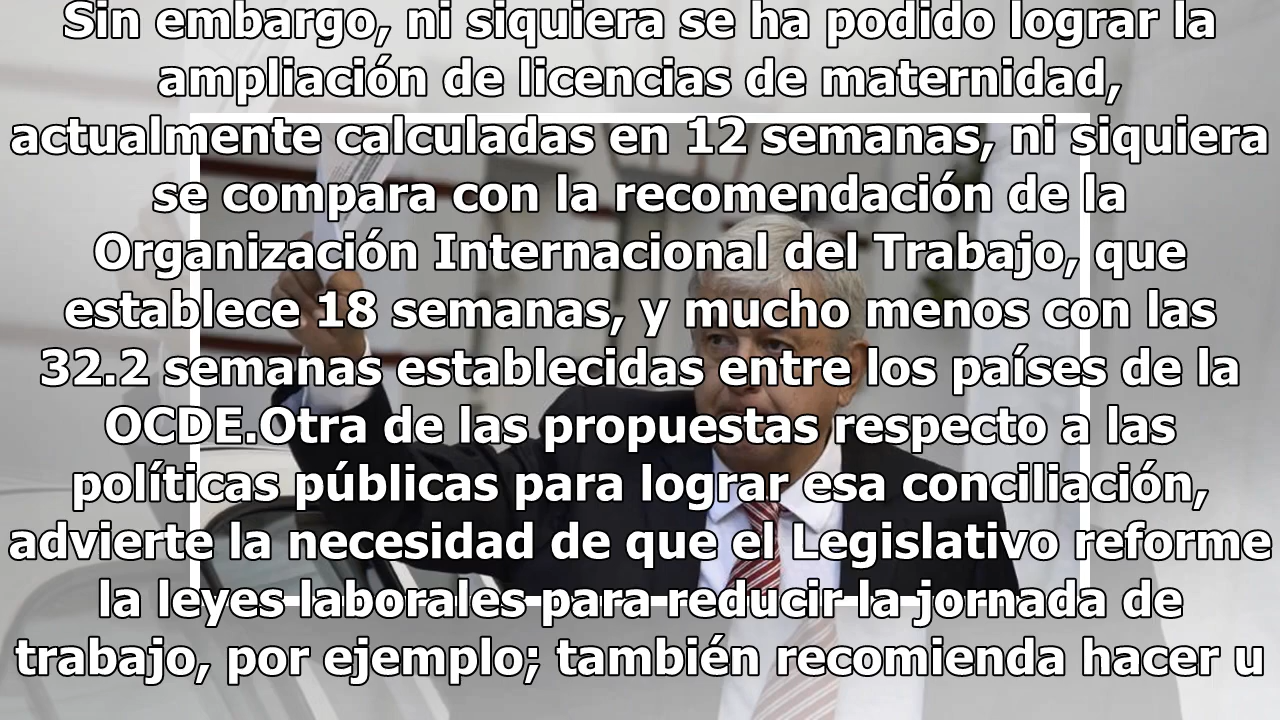 Sin embargo, ni siquiera se ha podido lograr la
ampliación de licencias de maternidad,
actualmente calculadas en 12 semanas, ni siquiera
se compara con la recomendación de la
Organización Internacional del Trabajo, que
establece 18 semanas, y mucho menos con las
32.2 semanas establecidas entre los países de la
OCDE.Otra de las propuestas respecto a las
políticas públicas para lograr esa conciliación,
advierte la necesidad de que el Legislativo reforme
la leyes laborales para reducir la jornada de
trabajo, por ejemplo; también recomienda hacer u